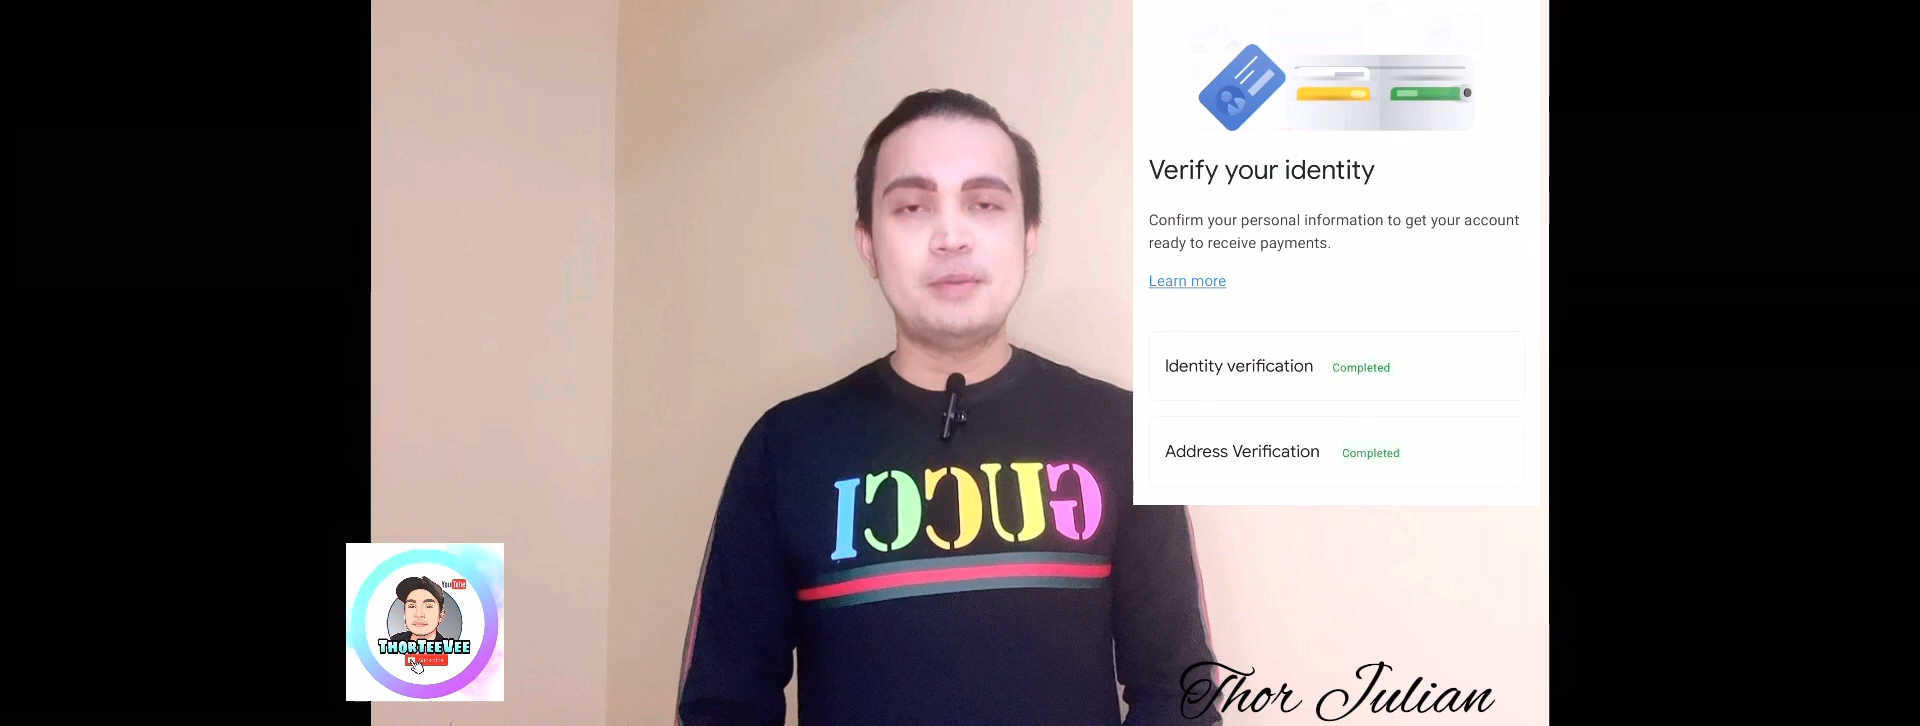 Verify your identity
Confirm your personal information to get your account
ready to receive payments.
Learn more
Identity verification Completed
Address Verification Completed
GUCCI
YouTube
THORTEEVEE
Subscribe
Thor Julian